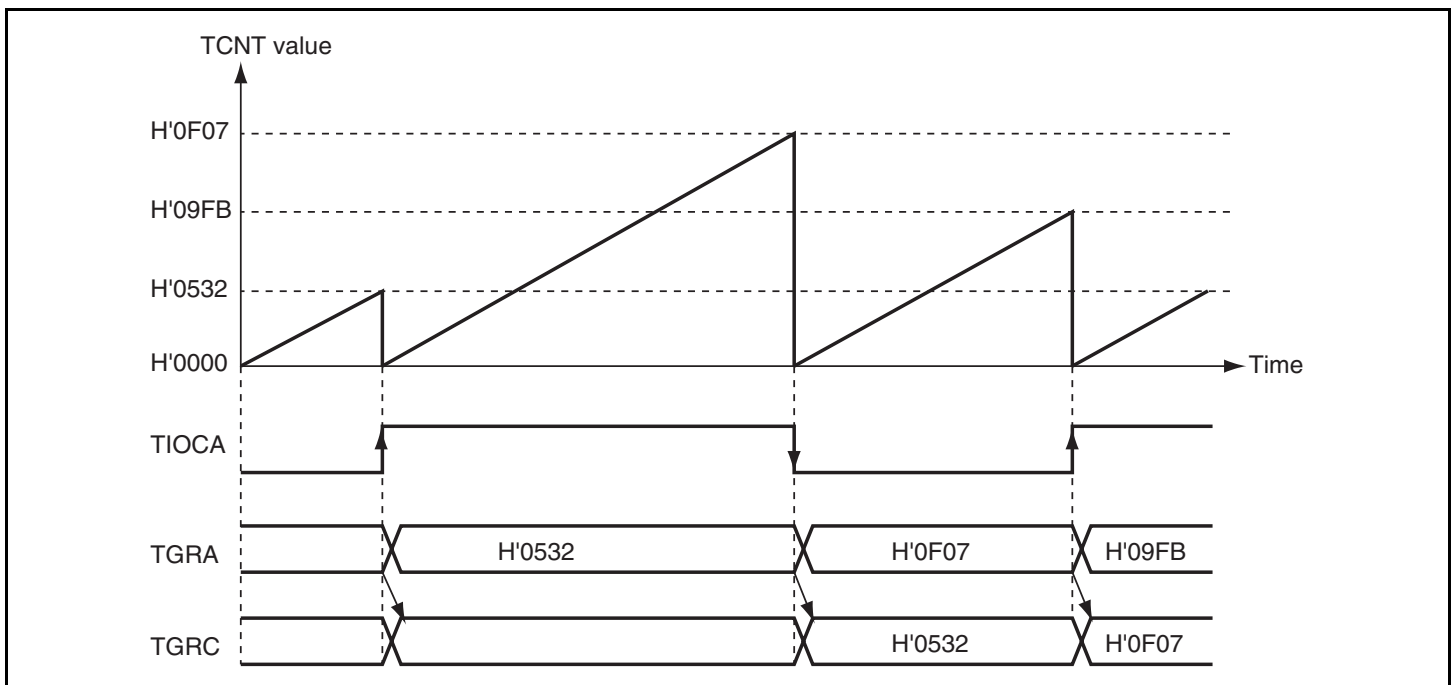 TCNT value
H'0F07
H'09FB
H'0532
H'0000
Time
TIOCA
TGRA H'0532 H'0F07 H'09FB
TGRC H'0532 H'0F07